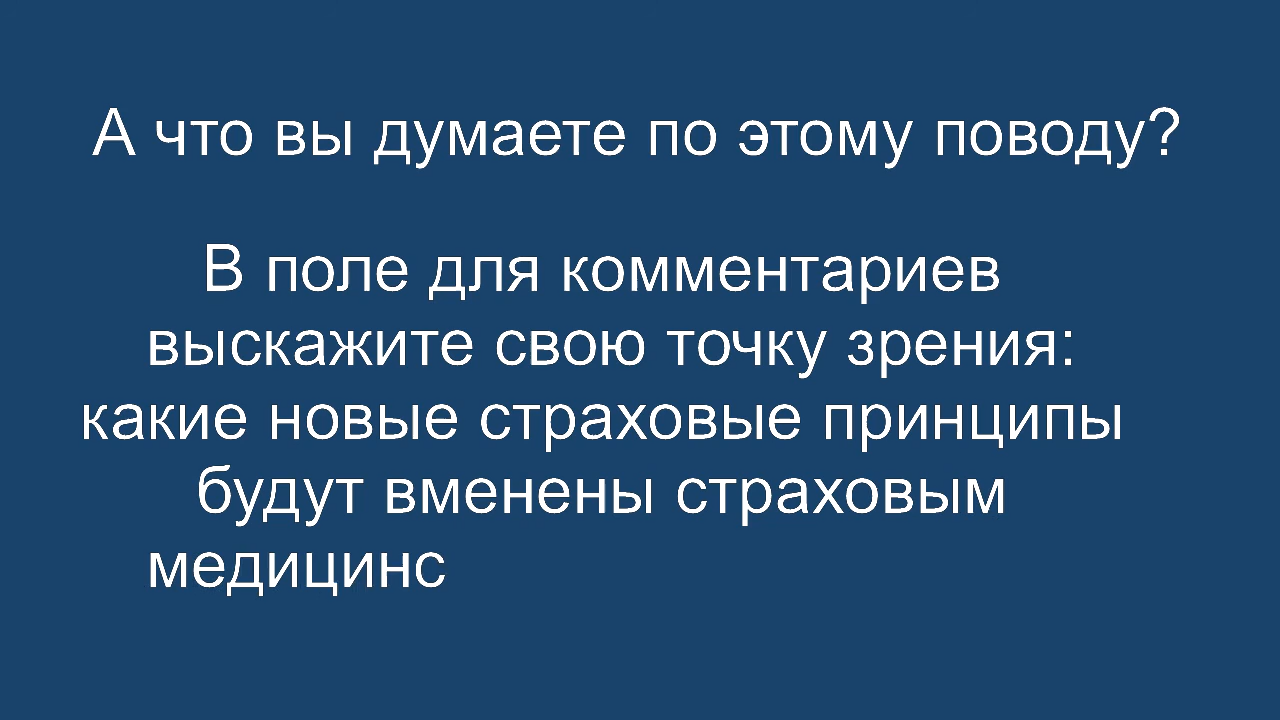 А что вы думаете по этому поводу?
В поле для комментариев
выскажите свою точку зрения:
какие новые страховые принципы
будут вменены страховым
медицинс